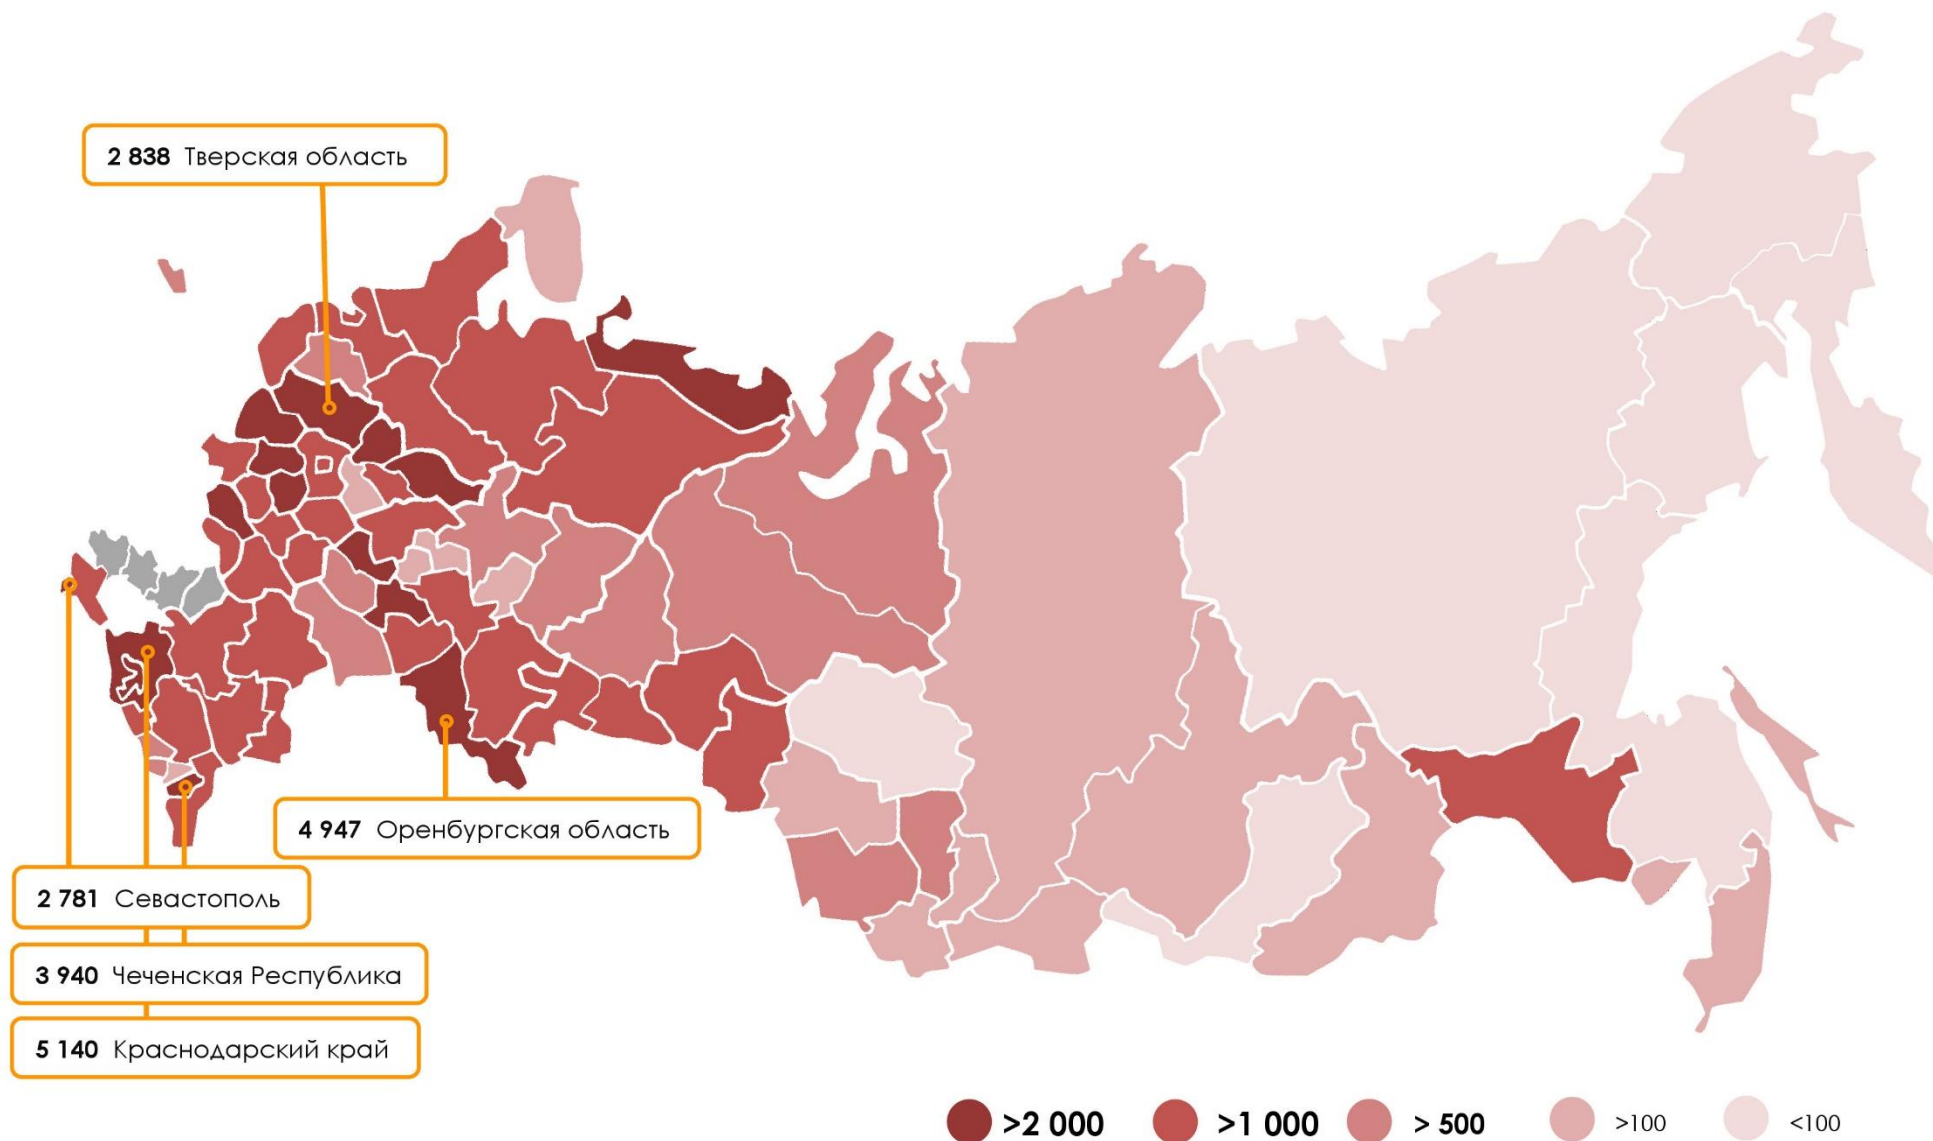 2 838 Тверская область
4 947 Оренбургская область
2 781 Севастополь
3 940 Чеченская Республика
5 140 Краснодарский край
>2 000 >1 000 > 500 >100 <100